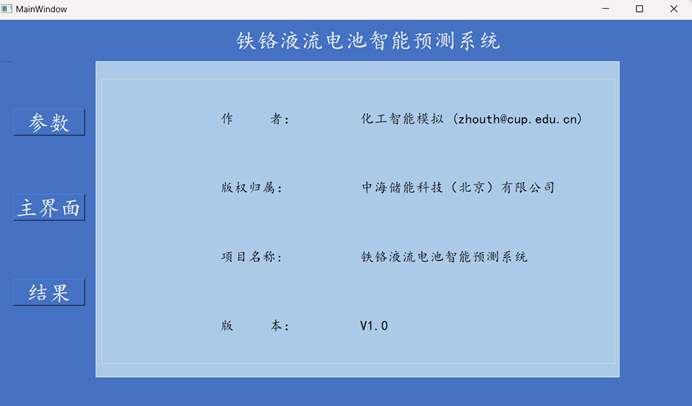 MainWindow
铁铬液流电池智能预测系统
参数
主界面
结果
作 者: 化工智能模拟 (zhouth@cup.edu.cn)
版权归属: 中海储能科技（北京）有限公司
项目名称: 铁铬液流电池智能预测系统
版 本: V1.0